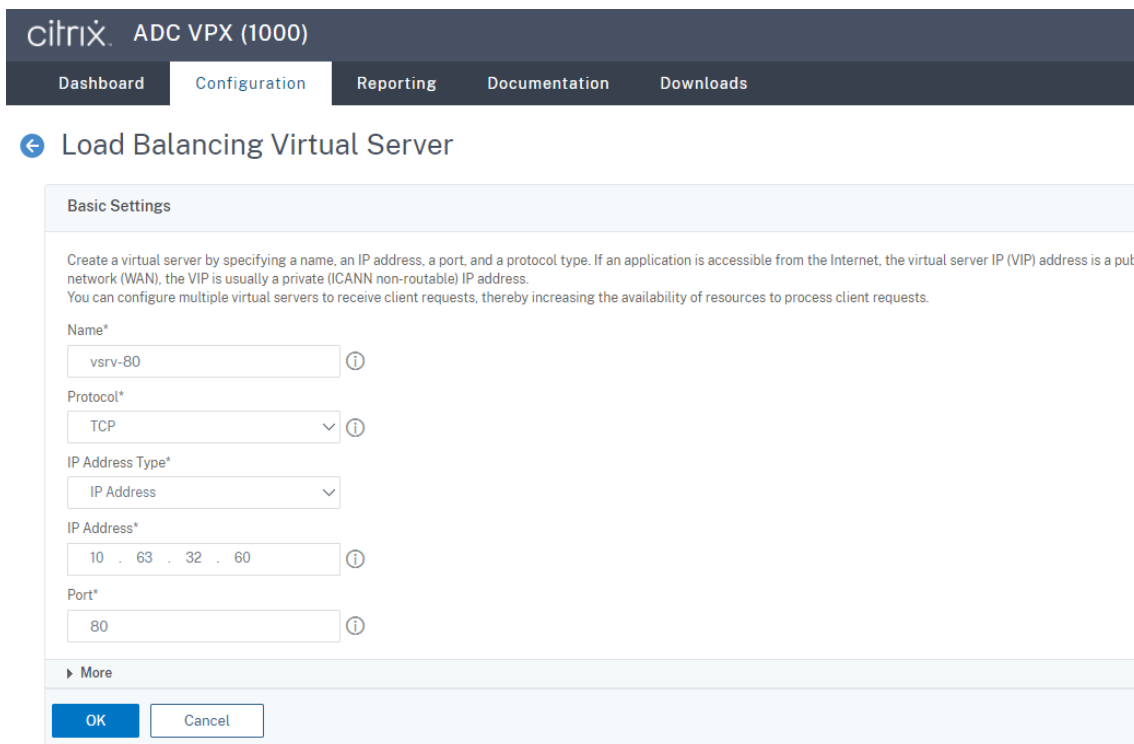 citrix. ADC VPX (1000)
Dashboard Configuration Reporting Documentation Downloads
Load Balancing Virtual Server
Basic Settings
Create a virtual server by specifying a name, an IP address, a port, and a protocol type. If an application is accessible from the Internet, the virtual server IP (VIP) address is a
network (WAN), the VIP is usually a private (ICANN non-routable) IP address.
You can configure multiple virtual servers to receive client requests, thereby increasing the availability of resources to process client requests.
Name*
vsrv-80
Protocol*
TCP
IP Address Type*
IP Address
IP Address*
10 . 63 . 32 . 60
Port*
80
More
OK Cancel